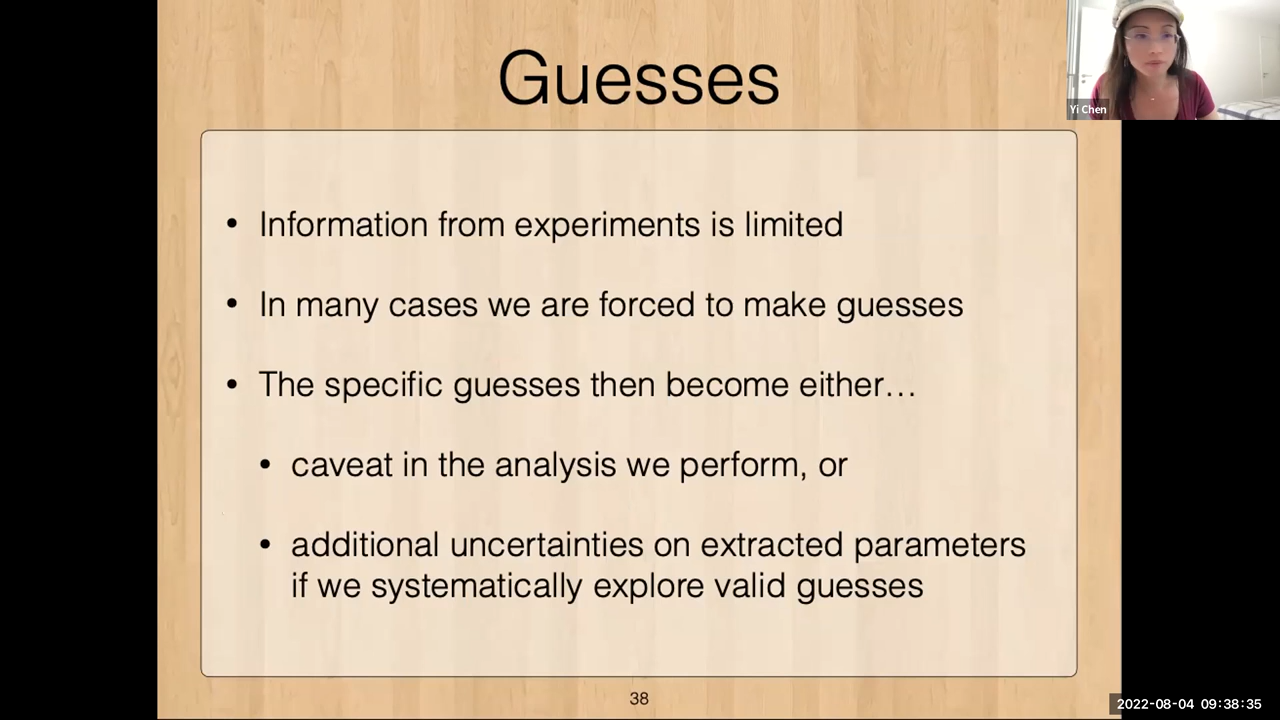 Guesses
Yi Chen
• Information from experiments is limited
• In many cases we are forced to make guesses
• The specific guesses then become either…
• caveat in the analysis we perform, or
• additional uncertainties on extracted parameters
if we systematically explore valid guesses
38
2022-08-04 09:38:35